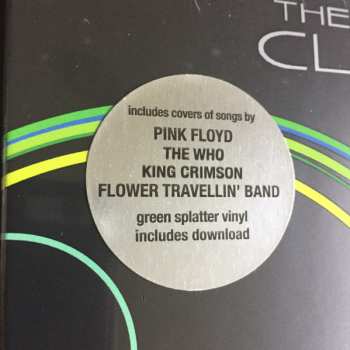 THE
CL
includes covers of songs by
PINK FLOYD
THE WHO
KING CRIMSON
FLOWER TRAVELLIN' BAND
green splatter vinyl
includes download